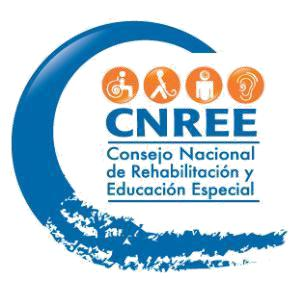 CNREE
Consejo Nacional
de Rehabilitación y
Educación Especial